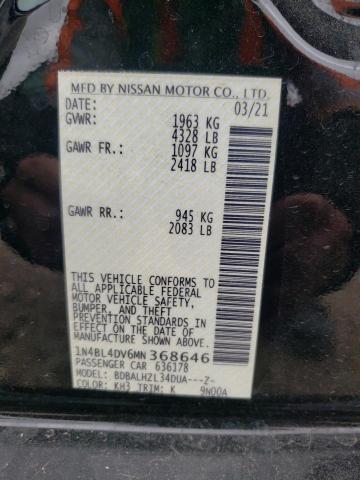 MFD BY NISSAN MOTOR CO., LTD.
DATE: 03/21
GVWR: 1963 KG
4328 LB
GAWR FR.: 1097 KG
2418 LB
GAWR RR.: 945 KG
2083 LB
THIS VEHICLE CONFORMS TO
ALL APPLICABLE FEDERAL
MOTOR VEHICLE SAFETY,
BUMPER, AND THEFT
PREVENTION STANDARDS IN
EFFECT ON THE DATE OF
MANUFACTURE SHOWN ABOVE.
1N4BL4DV6MN368646
PASSENGER CAR 636178
MODEL: BDBALHZL34DUA---Z-
COLOR: KH3 TRIM: K 9N00A